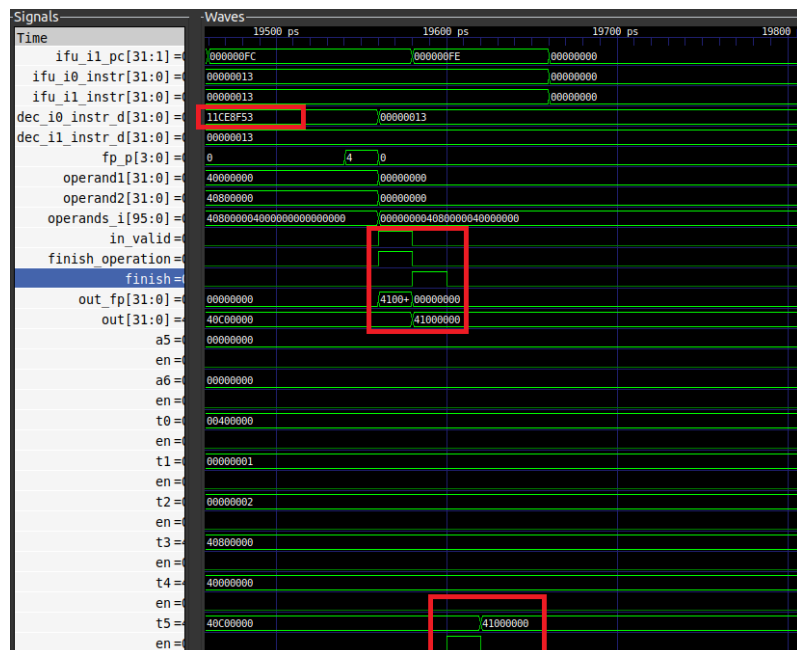 Signals Waves
Time 19500 ps 19600 ps 19700 ps 19800
ifu_i1_pc[31:1] = 000000FC 000000FE 00000000
ifu_i0_instr[31:0] = 00000013 00000000
ifu_i1_instr[31:0] = 00000013 00000000
dec_i0_instr_d[31:0] = 11CE8F53 00000013
dec_i1_instr_d[31:0] = 00000013
fp_p[3:0] = 0 4 0
operand1[31:0] = 40000000 00000000
operand2[31:0] = 40800000 00000000
operands_i[95:0] = 408000004000000000000000 000000004080000040000000
in_valid =
finish_operation =
finish =
out_fp[31:0] = 00000000 4100+ 00000000
out[31:0] = 40C00000 41000000
a5 = 00000000
en =
a6 = 00000000
en =
t0 = 00400000
en =
t1 = 00000001
en =
t2 = 00000002
en =
t3 = 40800000
en =
t4 = 40000000
en =
t5 = 40C00000 41000000
en =